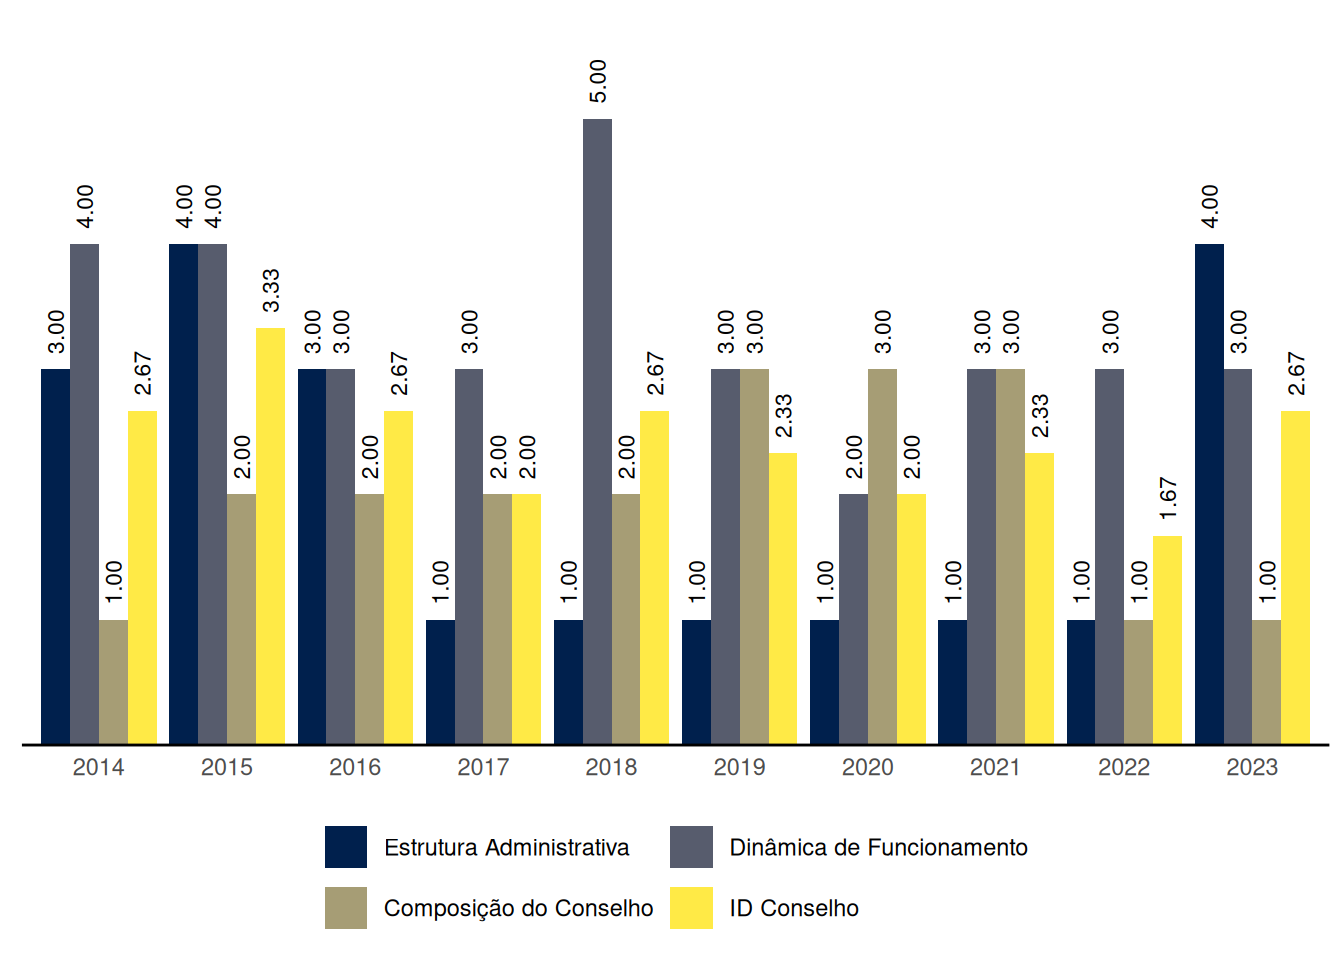 5.00
4.00 4.00 4.00 4.00
3.33
3.00 3.00 3.00 3.00 3.00 3.00 3.00 3.00 3.00 3.00 3.00
2.67 2.67 2.67 2.67
2.33 2.33
2.00 2.00 2.00 2.00 2.00 2.00 2.00
1.67
1.00 1.00 1.00 1.00 1.00 1.00 1.00 1.00 1.00
2014 2015 2016 2017 2018 2019 2020 2021 2022 2023
Estrutura Administrativa Dinâmica de Funcionamento
Composição do Conselho ID Conselho